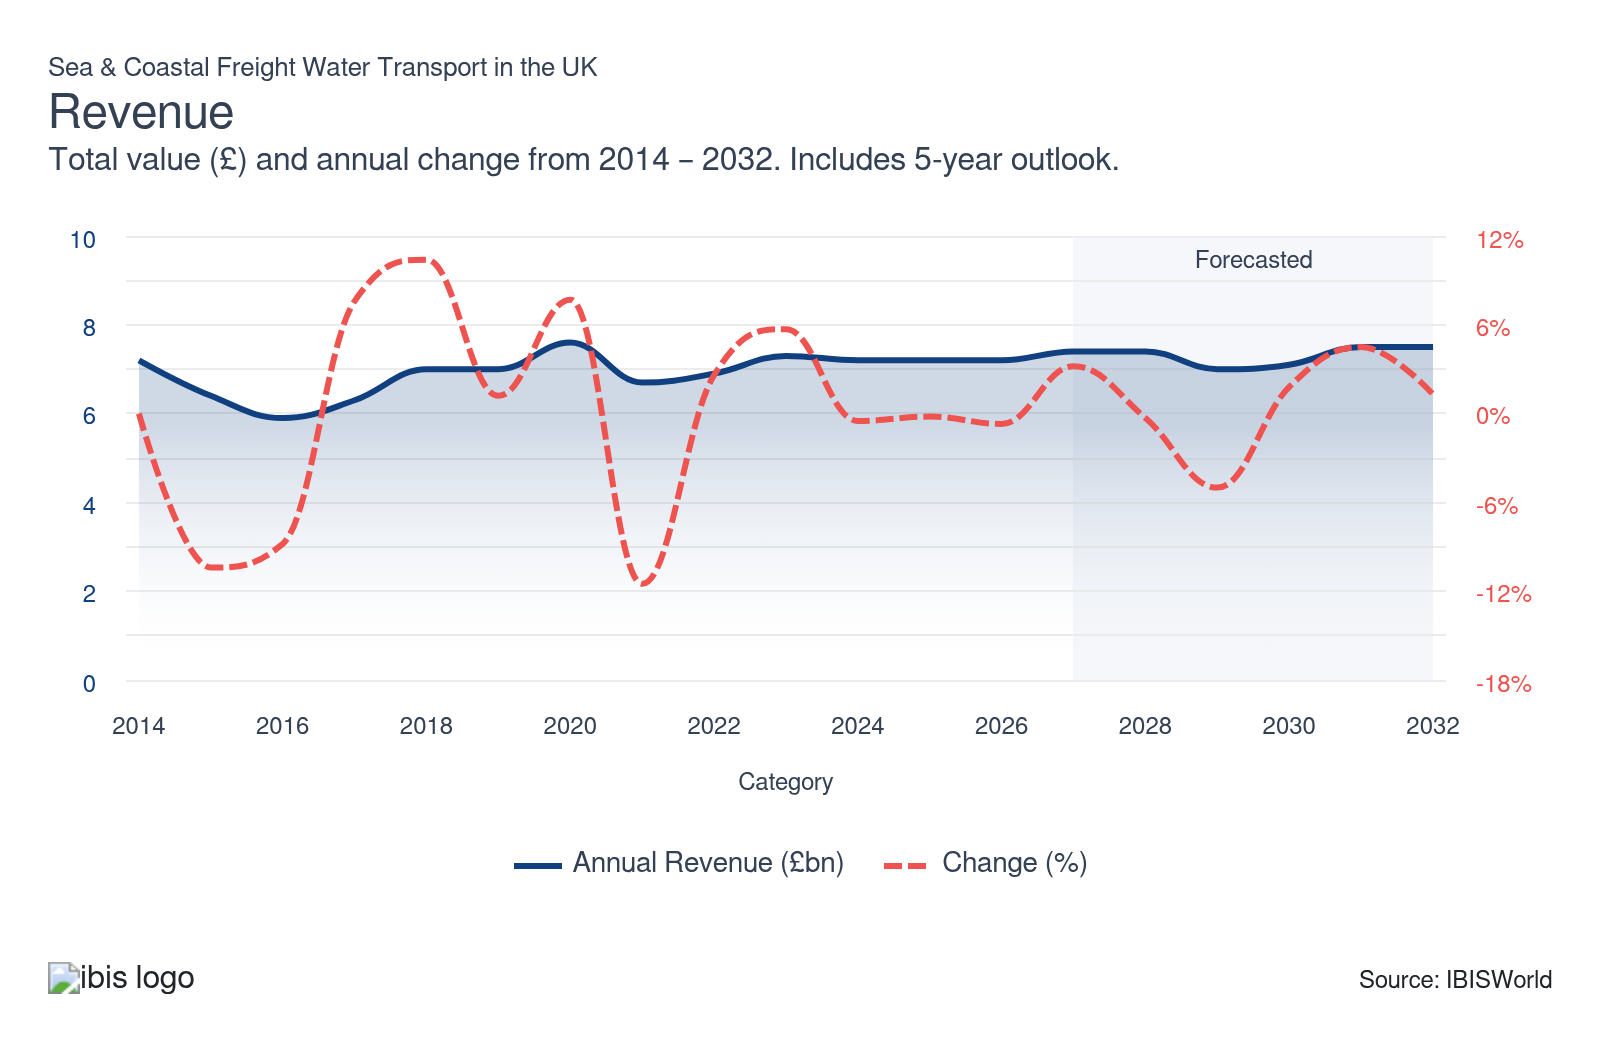 Sea & Coastal Freight Water Transport in the UK
Revenue
Total value (£) and annual change from 2014 – 2032. Includes 5-year outlook.
10 12%
Forecasted
8 6%
6 0%
4 -6%
2 -12%
0 -18%
2014 2016 2018 2020 2022 2024 2026 2028 2030 2032
Category
Annual Revenue (£bn) Change (%)
ibis logo Source: IBISWorld